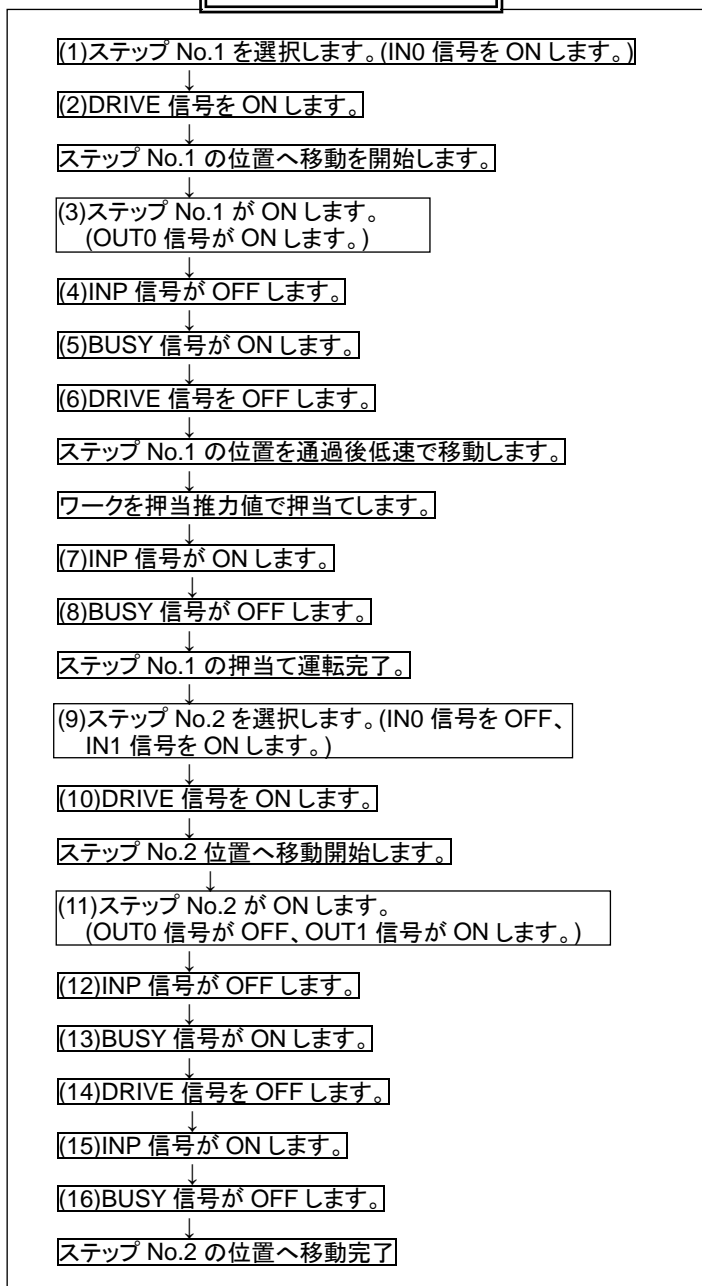 (1)ステップ No.1 を選択します。(IN0 信号を ON します。)
↓
(2)DRIVE 信号を ON します。
↓
ステップ No.1 の位置へ移動を開始します。
↓
(3)ステップ No.1 が ON します。
(OUT0 信号が ON します。)
↓
(4)INP 信号が OFF します。
↓
(5)BUSY 信号が ON します。
↓
(6)DRIVE 信号を OFF します。
↓
ステップ No.1 の位置を通過後低速で移動します。
↓
ワークを押当推力値で押当てします。
↓
(7)INP 信号が ON します。
↓
(8)BUSY 信号が OFF します。
↓
ステップ No.1 の押当て運転完了。
↓
(9)ステップ No.2 を選択します。(IN0 信号を OFF、
IN1 信号を ON します。)
↓
(10)DRIVE 信号を ON します。
↓
ステップ No.2 位置へ移動開始します。
↓
(11)ステップ No.2 が ON します。
(OUT0 信号が OFF、OUT1 信号が ON します。)
↓
(12)INP 信号が OFF します。
↓
(13)BUSY 信号が ON します。
↓
(14)DRIVE 信号を OFF します。
↓
(15)INP 信号が ON します。
↓
(16)BUSY 信号が OFF します。
↓
ステップ No.2 の位置へ移動完了